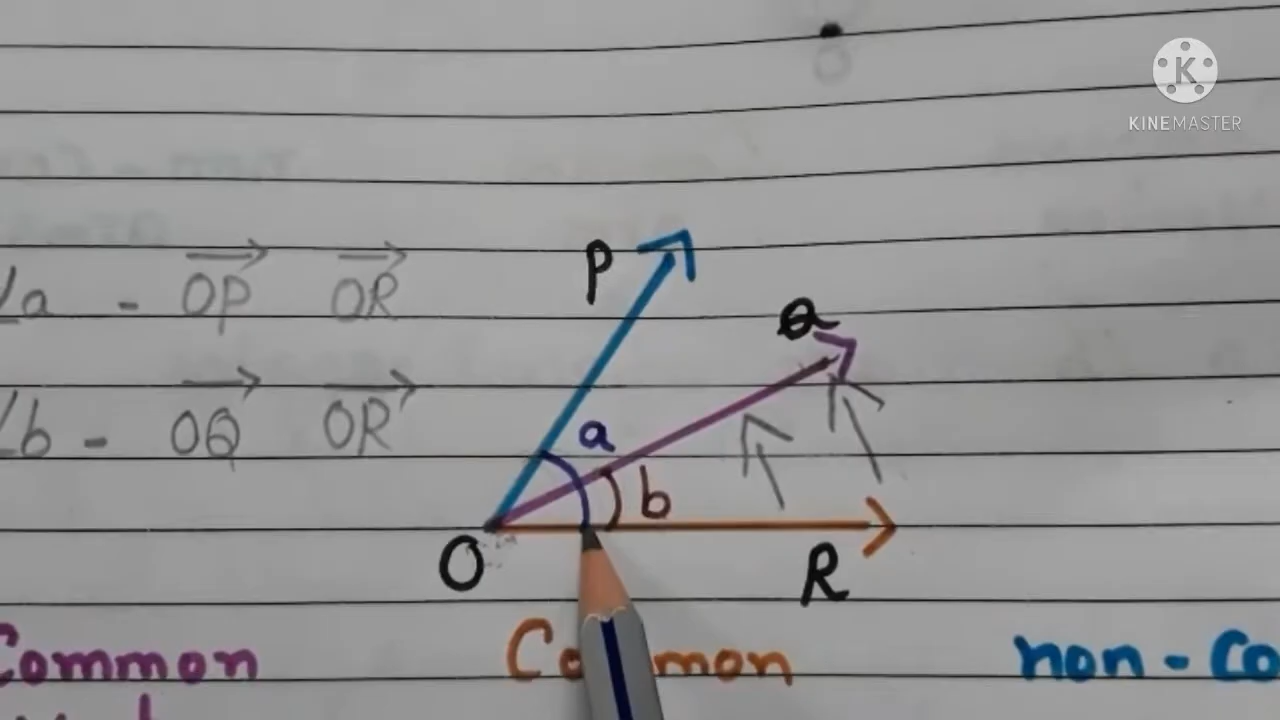 KINEMASTER
P
Q
∠a - OP OR
a
∠b - OQ OR
b
O
R
Common
Common
non-Co